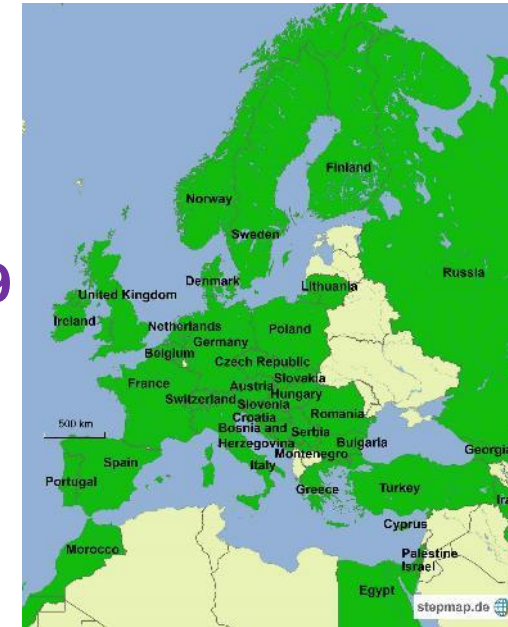 Finland
Norway
Sweden
Russia
Denmark
Lithuania
9
United Kingdom
Ireland
Netherlands
Poland
Germany
Belgium
Czech Republic
Slovakia
France
Austria
Hungary
Switzerland
Slovenia
Croatia
Romania
500 km
Bosnia and
Herzegovina
Serbia
Bulgaria
Montenegro
Georgia
Spain
Italy
Portugal
Greece
Turkey
Ira
Cyprus
Morocco
Palestine
Israel
Egypt
stepmap.de